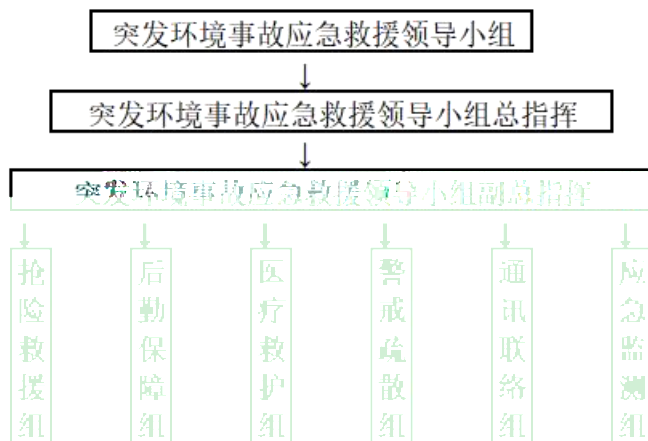 突发环境事故应急救援领导小组
突发环境事故应急救援领导小组总指挥
突发环境事故应急救援领导小组副总指挥
抢险救援组
后勤保障组
医疗救护组
警戒疏散组
通讯联络组
应急监测组